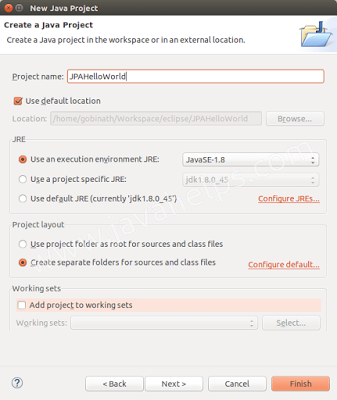 New Java Project
Create a Java Project
Create a Java project in the workspace or in an external location.
Project name: JPAHelloWorld
Use default location
Location: /home/gobinath/Workspace/eclipse/JPAHelloWorld Browse...
JRE
Use an execution environment JRE: JavaSE-1.8
Use a project specific JRE: jdk1.8.0_45
Use default JRE (currently 'jdk1.8.0_45') Configure JREs...
Project layout
Use project folder as root for sources and class files
Create separate folders for sources and class files Configure default...
Working sets
Add project to working sets
Working sets: Select...
? < Back Next > Cancel Finish
www.javahelps.com